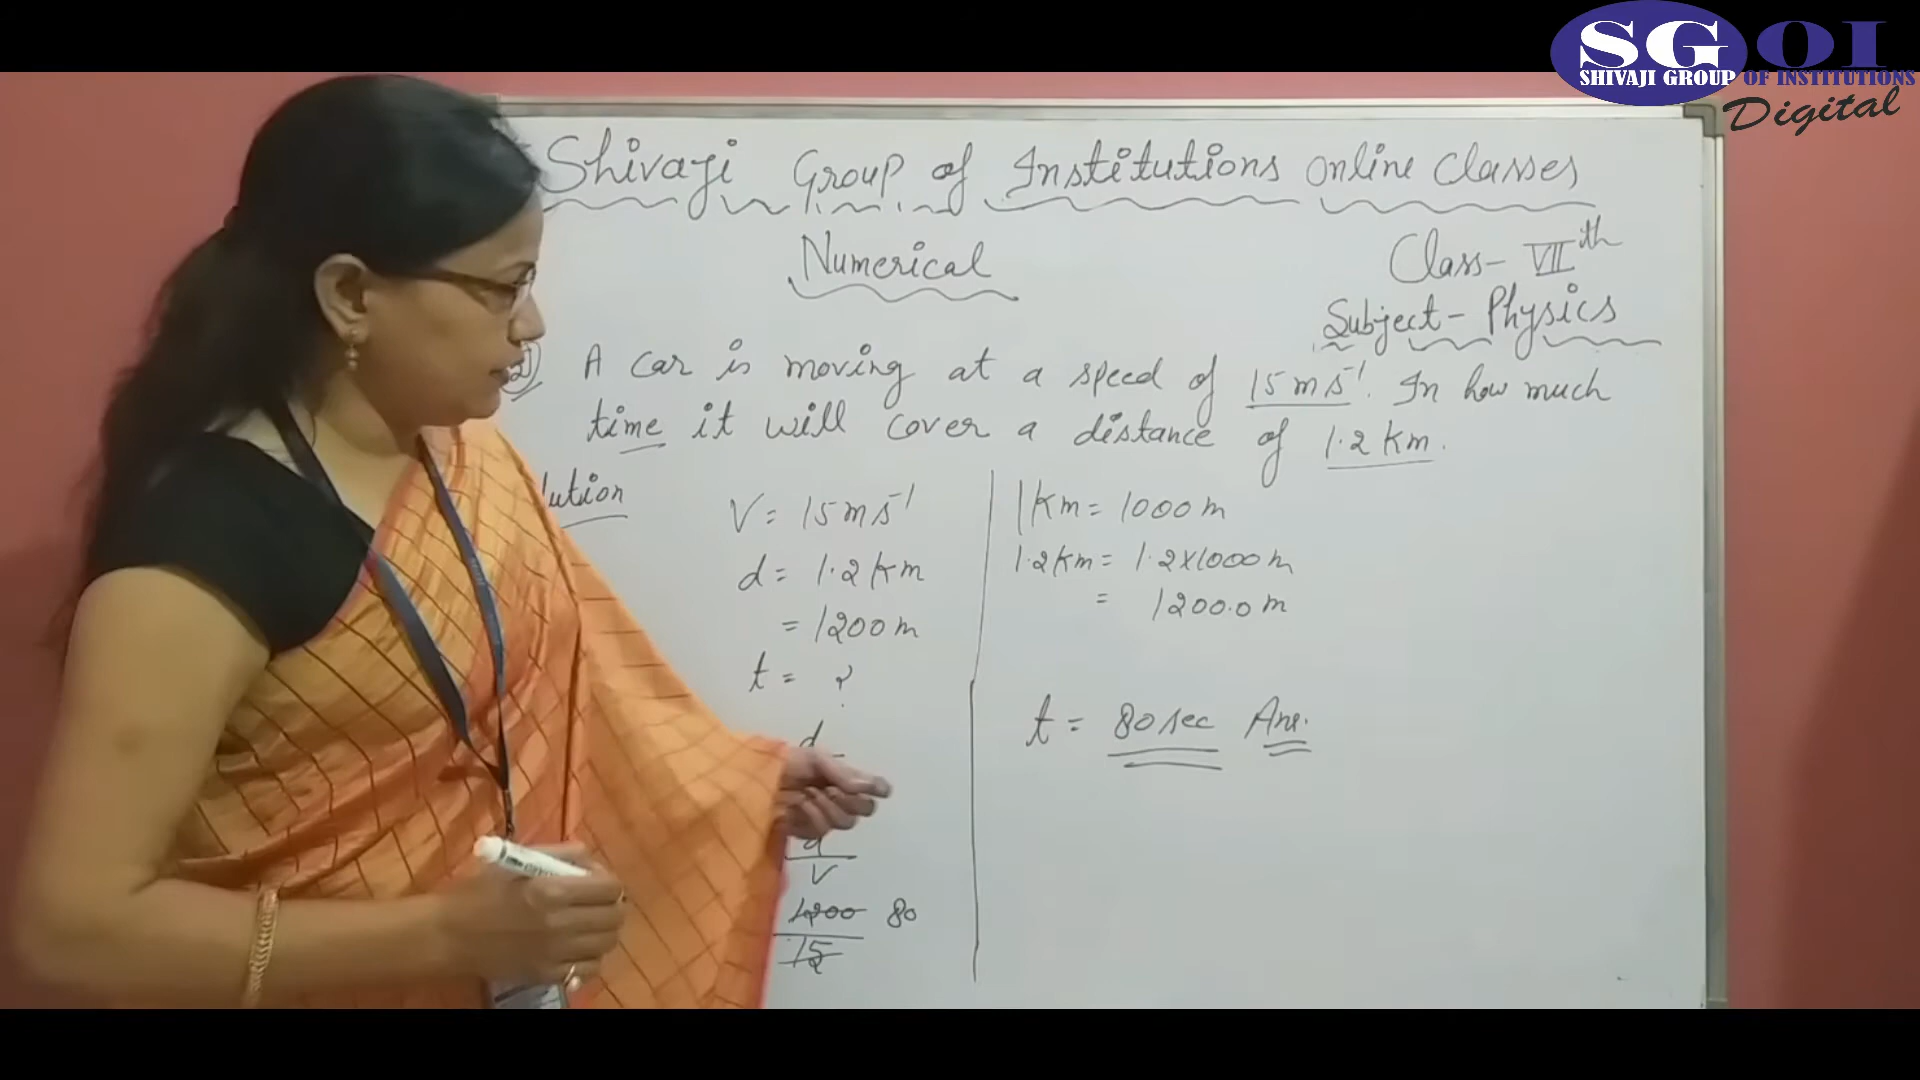 SGOI
SHIVAJI GROUP OF INSTITUTIONS
Digital
Shivaji Group of Institutions Online Classes
Numerical
Class- VIIth
Subject- Physics
2) A car is moving at a speed of 15 m s⁻¹. In how much
time it will cover a distance of 1.2 km.
lution
V = 15 m s⁻¹
d = 1.2 km
= 1200 m
t = ?
d
d
V
1200 80
15
1 km = 1000 m
1.2 km = 1.2 x 1000 m
= 1200.0 m
t = 80 sec Ans.